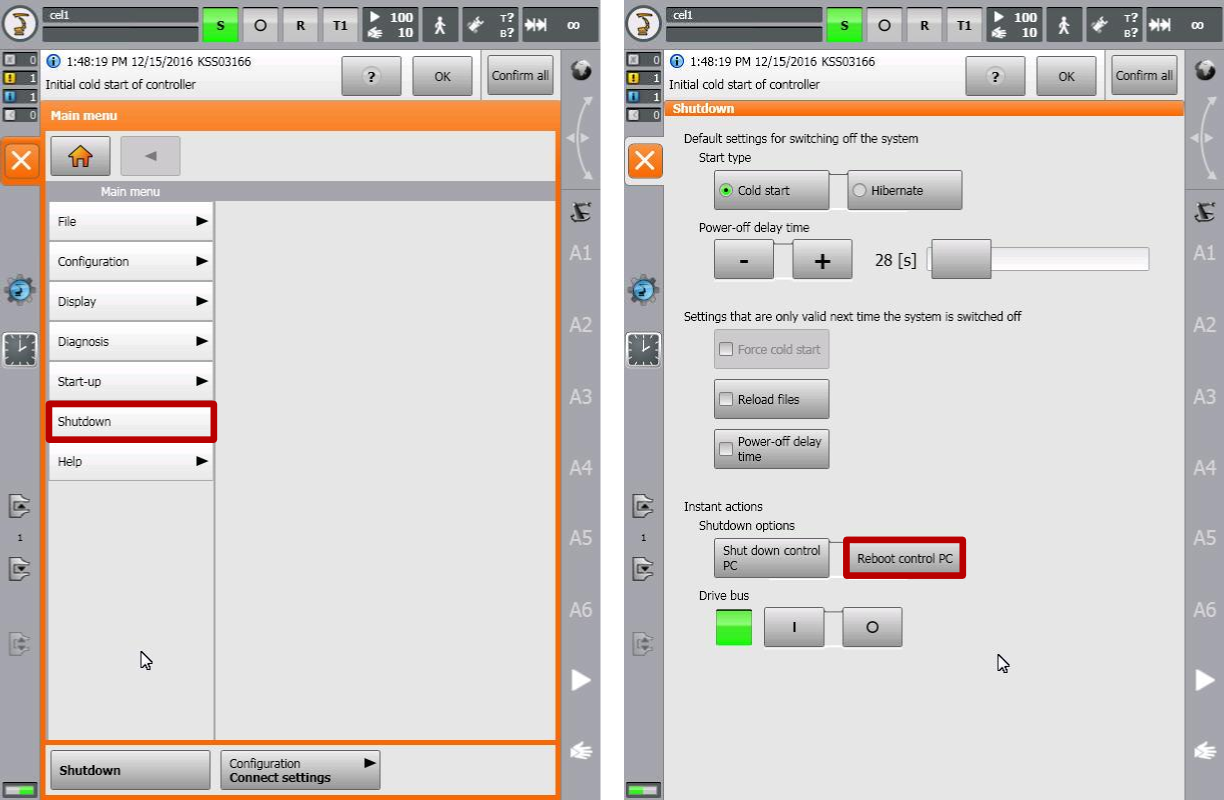 cel1
S
O
R
T1
100
10
T?
B?
∞
0
1
1
0
1:48:19 PM 12/15/2016 KSS03166
Initial cold start of controller
?
OK
Confirm all
Main menu
Main menu
File
Configuration
Display
Diagnosis
Start-up
Shutdown
Help
A1
A2
A3
A4
A5
A6
1
Shutdown
Configuration
Connect settings
cel1
S
O
R
T1
100
10
T?
B?
∞
0
1
1
0
1:48:19 PM 12/15/2016 KSS03166
Initial cold start of controller
?
OK
Confirm all
Shutdown
Default settings for switching off the system
Start type
Cold start
Hibernate
Power-off delay time
-
+
28 [s]
Settings that are only valid next time the system is switched off
Force cold start
Reload files
Power-off delay
time
Instant actions
Shutdown options
Shut down control
PC
Reboot control PC
Drive bus
I
O
A1
A2
A3
A4
A5
A6
1